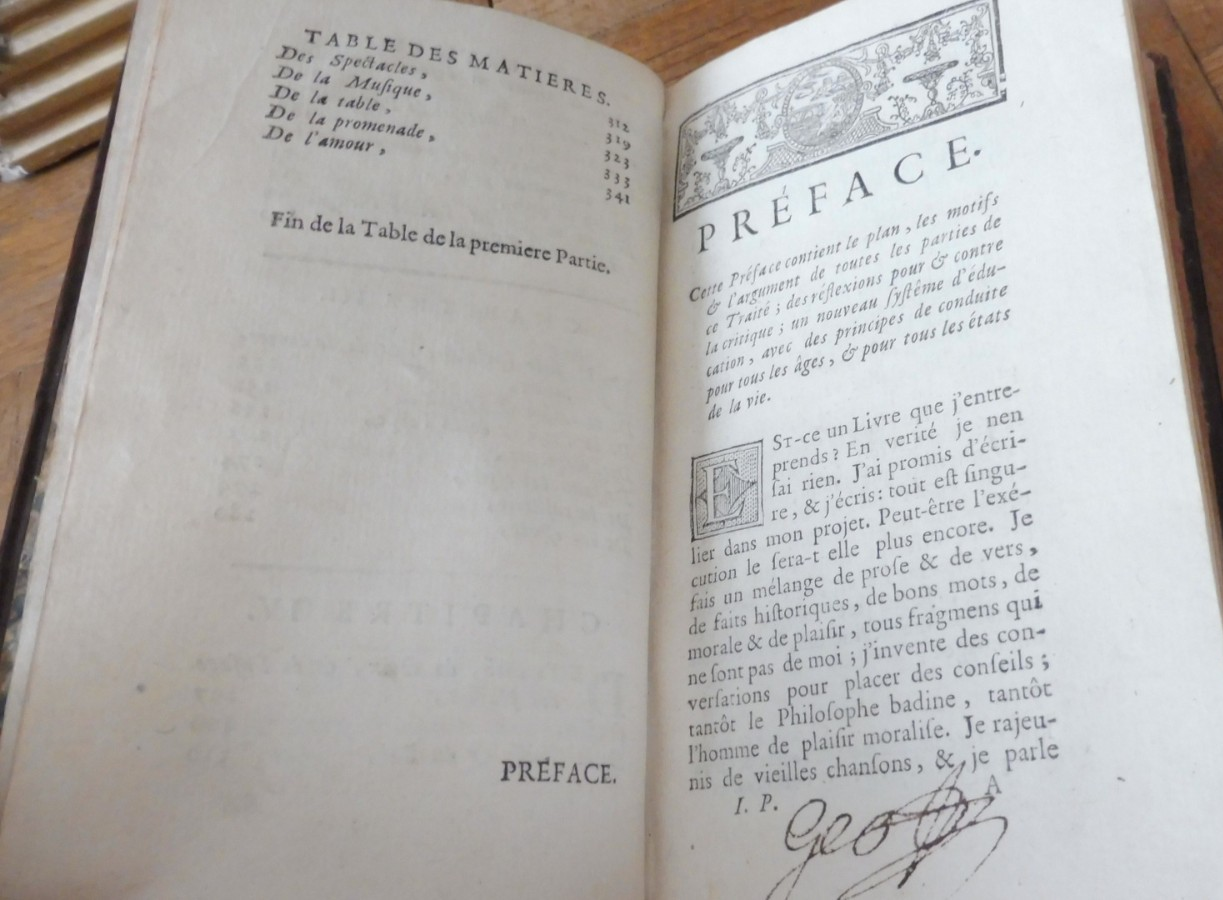 TABLE DES MATIERES.
Des Spectacles, 312
De la Musique, 319
De la table, 323
De la promenade, 333
De l'amour, 341
Fin de la Table de la premiere Partie.
CHAPITRE IV.
PRÉFACE.
PRÉFACE.
Cette Préface contient le plan, les motifs
& l'argument de toutes les parties de
ce Traité; des réflexions pour & contre
la critique; un nouveau ſyſtême d'édu-
cation, avec des principes de conduite
pour tous les âges, & pour tous les états
de la vie.
EST-ce un Livre que j'entre-
prends? En verité je nen
ſai rien. J'ai promis d'écri-
re, & j'écris: tout eſt ſingu-
lier dans mon projet. Peut-être l'exé-
cution le ſera-t elle plus encore. Je
fais un mélange de proſe & de vers,
de faits hiſtoriques, de bons mots, de
morale & de plaiſir, tous fragmens qui
ne ſont pas de moi; j'invente des con-
verſations pour placer des conſeils;
tantôt le Philoſophe badine, tantôt
l'homme de plaiſir moraliſe. Je rajeu-
nis de vieilles chanſons, & je parle
I. P. A